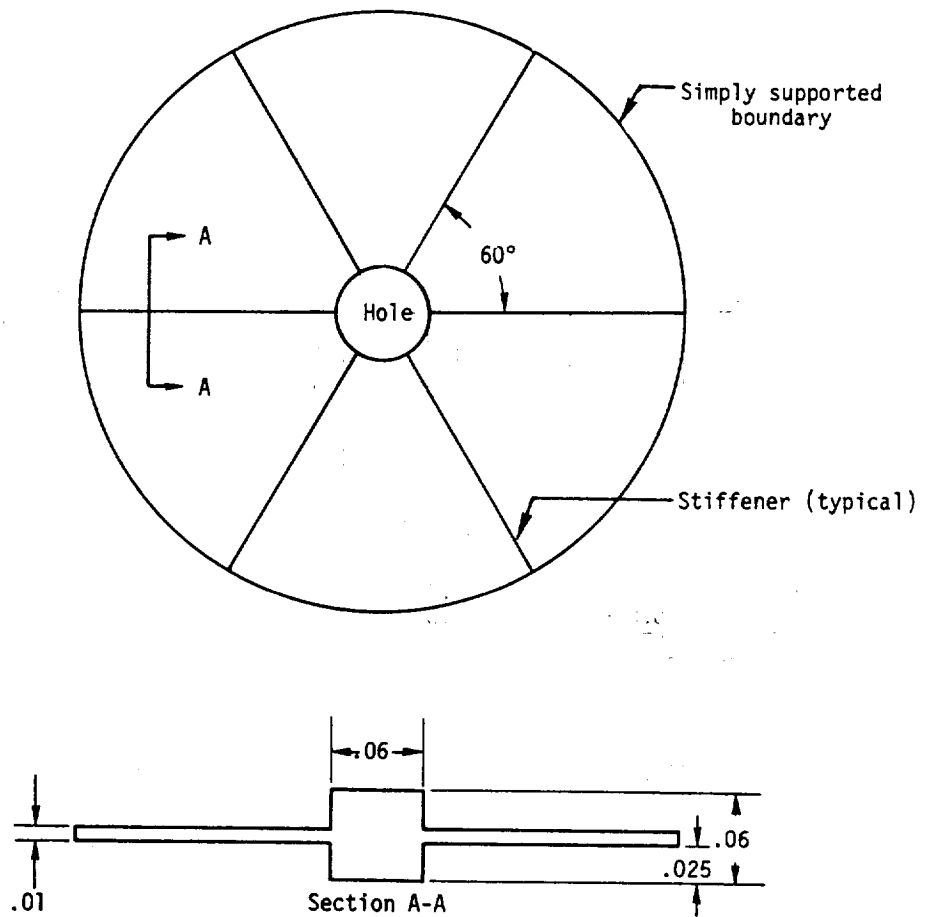 Simply supported
boundary
A
60°
Hole
A
Stiffener (typical)
.06
.06
.025
.01
Section A-A